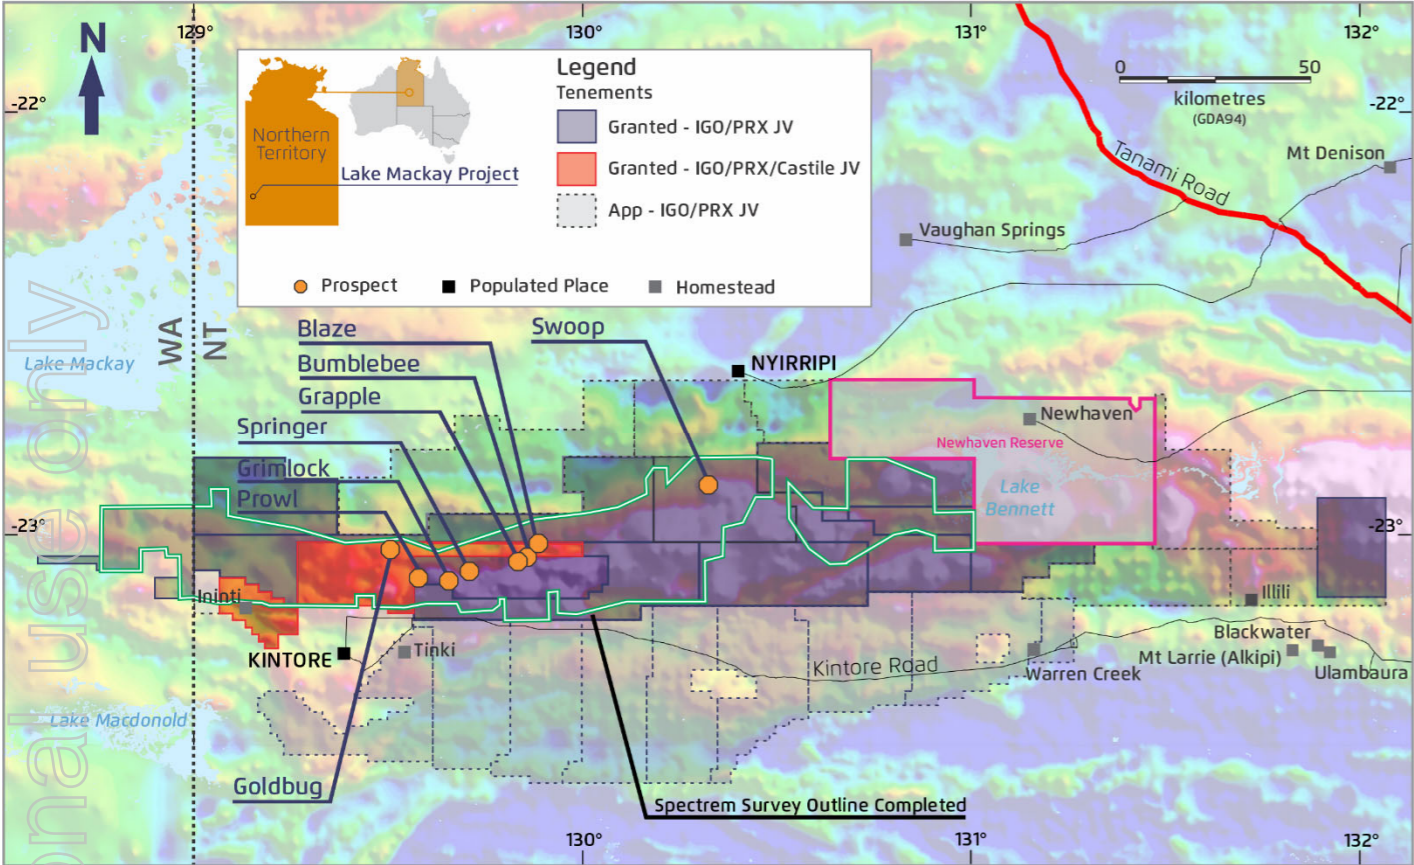 129°
130°
131°
132°
N
-22°
-22°
Northern
Territory
Lake Mackay Project
Legend
Tenements
Granted - IGO/PRX JV
Granted - IGO/PRX/Castile JV
App - IGO/PRX JV
Prospect
Populated Place
Homestead
0
50
kilometres
(GDA94)
Tanami Road
Mt Denison
Vaughan Springs
WA
NT
Lake Mackay
Blaze
Bumblebee
Grapple
Springer
Grimlock
Prowl
Swoop
NYIRRIPI
Newhaven
Newhaven Reserve
Lake
Bennett
-23°
-23°
Ininti
KINTORE
Tinki
Kintore Road
Warren Creek
Illili
Blackwater
Mt Larrie (Alkipi)
Ulambaura
Lake Macdonold
Goldbug
Spectrem Survey Outline Completed
130°
131°
132°
onal use only